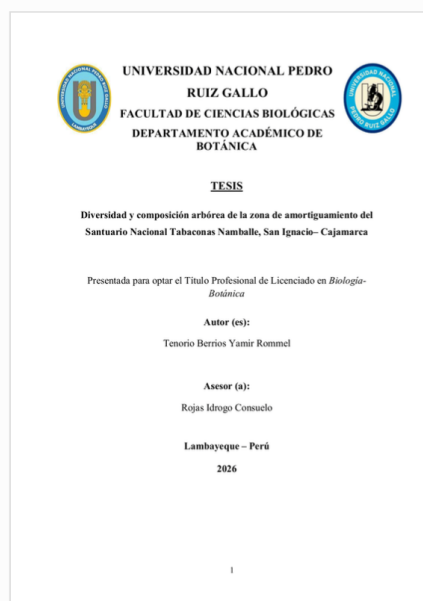 UNIVERSIDAD NACIONAL PEDRO
RUIZ GALLO
FACULTAD DE CIENCIAS BIOLÓGICAS
DEPARTAMENTO ACADÉMICO DE
BOTÁNICA
TESIS
Diversidad y composición arbórea de la zona de amortiguamiento del
Santuario Nacional Tabaconas Namballe, San Ignacio– Cajamarca
Presentada para optar el Título Profesional de Licenciado en Biología-
Botánica
Autor (es):
Tenorio Berrios Yamir Rommel
Asesor (a):
Rojas Idrogo Consuelo
Lambayeque – Perú
2026
1